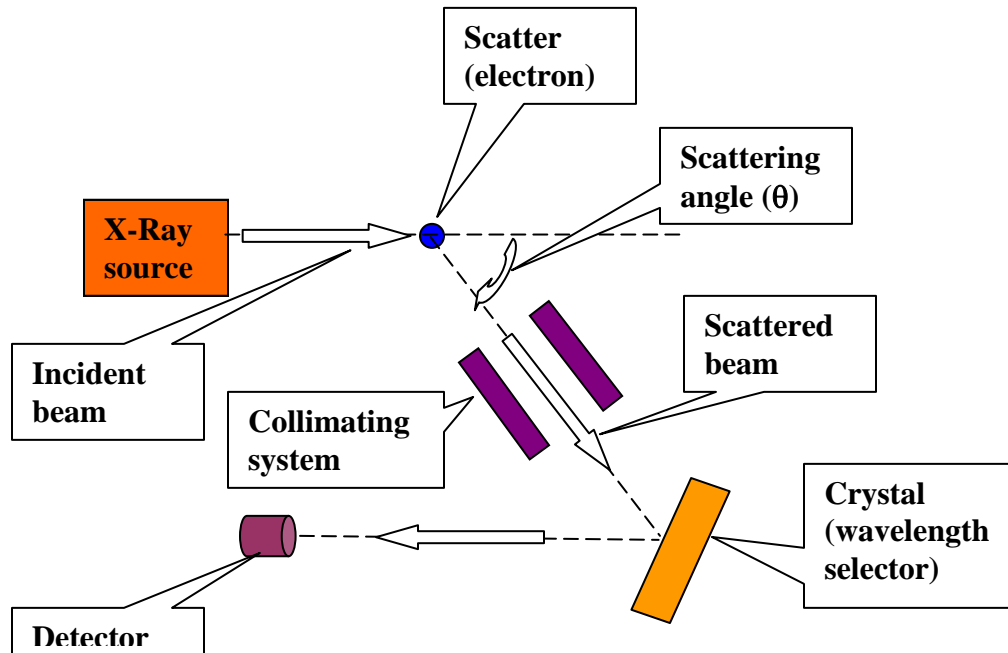 Scatter
(electron)
Scattering
angle (θ)
X-Ray
source
Scattered
beam
Incident
beam
Collimating
system
Crystal
(wavelength
selector)
Detector